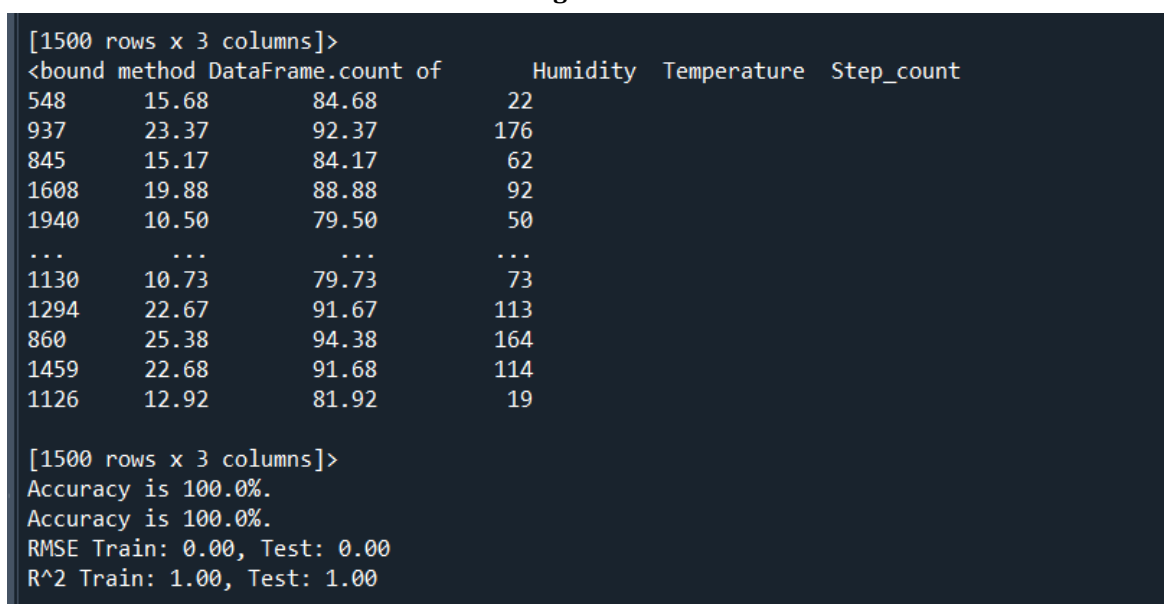 [1500 rows x 3 columns]>
<bound method DataFrame.count of       Humidity  Temperature  Step_count
548      15.68        84.68          22
937      23.37        92.37         176
845      15.17        84.17          62
1608     19.88        88.88          92
1940     10.50        79.50          50
...        ...          ...         ...
1130     10.73        79.73          73
1294     22.67        91.67         113
860      25.38        94.38         164
1459     22.68        91.68         114
1126     12.92        81.92          19
[1500 rows x 3 columns]>
Accuracy is 100.0%.
Accuracy is 100.0%.
RMSE Train: 0.00, Test: 0.00
R^2 Train: 1.00, Test: 1.00